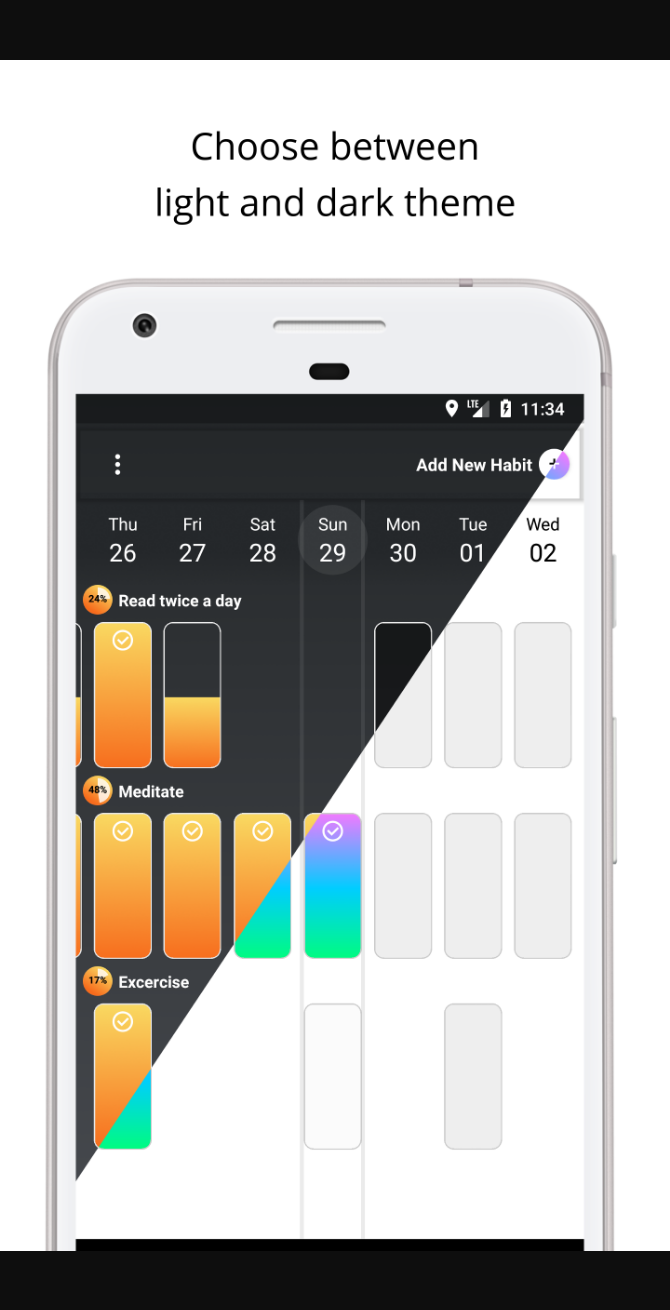 Choose between
light and dark theme
LTE 11:34
Add New Habit
Thu Fri Sat Sun Mon Tue Wed
26 27 28 29 30 01 02
24% Read twice a day
48% Meditate
17% Excercise